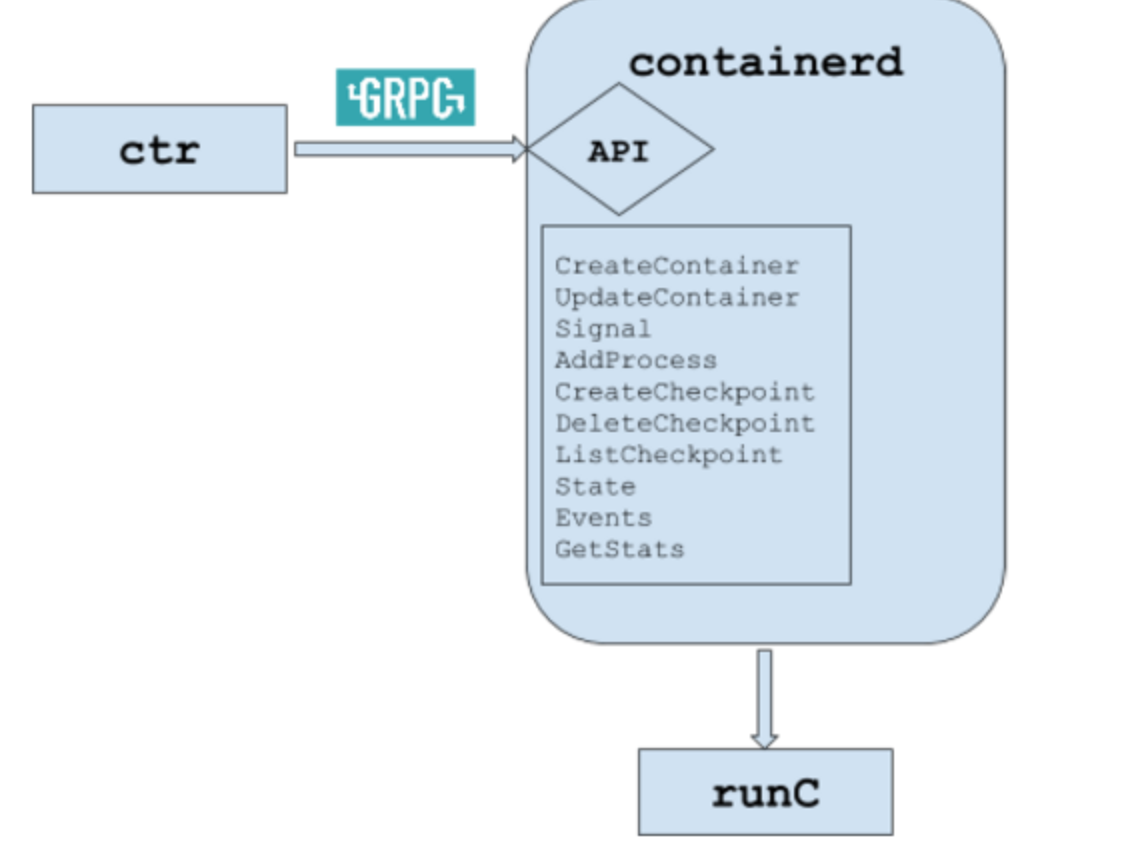 containerd
GRPC
ctr
API
CreateContainer
UpdateContainer
Signal
AddProcess
CreateCheckpoint
DeleteCheckpoint
ListCheckpoint
State
Events
GetStats
runC